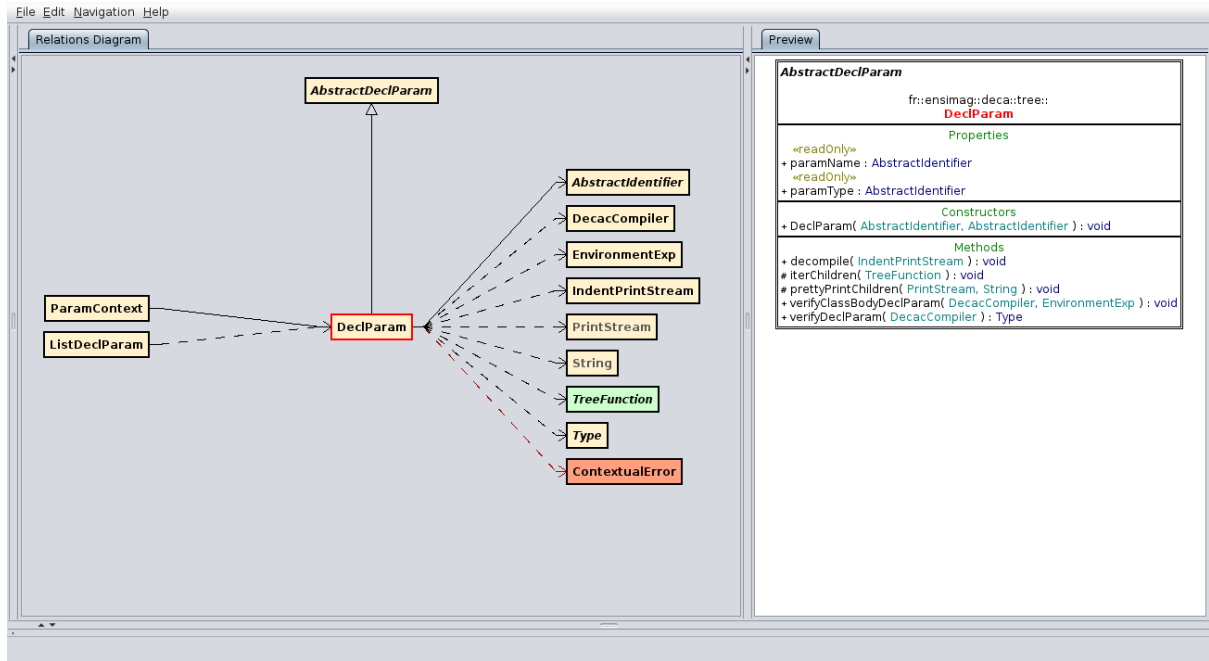 File Edit Navigation Help
Relations Diagram
Preview
AbstractDeclParam
AbstractIdentifier
DecacCompiler
EnvironmentExp
IndentPrintStream
ParamContext
DeclParam
PrintStream
ListDeclParam
String
TreeFunction
Type
ContextualError
AbstractDeclParam
fr::ensimag::deca::tree::
DeclParam
Properties
«readOnly»
+ paramName : AbstractIdentifier
«readOnly»
+ paramType : AbstractIdentifier
Constructors
+ DeclParam( AbstractIdentifier, AbstractIdentifier ) : void
Methods
+ decompile( IndentPrintStream ) : void
# iterChildren( TreeFunction ) : void
# prettyPrintChildren( PrintStream, String ) : void
+ verifyClassBodyDeclParam( DecacCompiler, EnvironmentExp ) : void
+ verifyDeclParam( DecacCompiler ) : Type